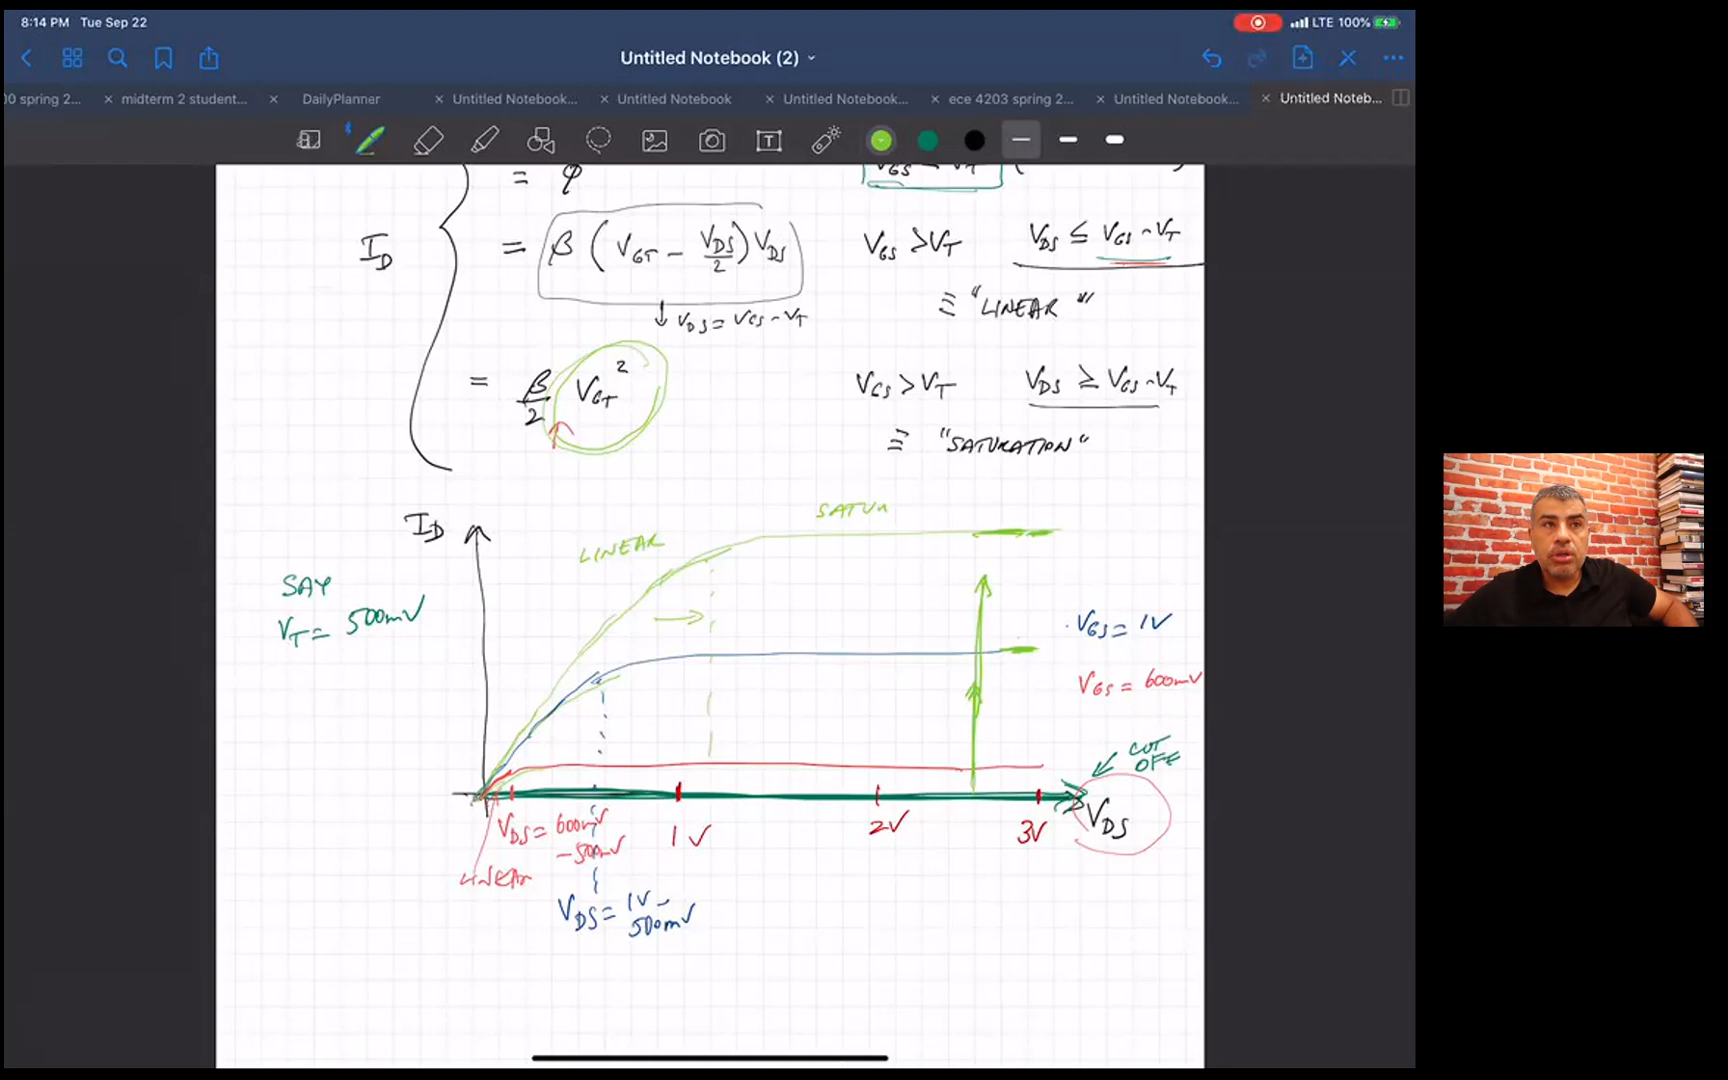 8:14 PM Tue Sep 22
LTE 100%
Untitled Notebook (2)
00 spring 2...
midterm 2 student...
DailyPlanner
Untitled Notebook...
Untitled Notebook
Untitled Notebook...
ece 4203 spring 2...
Untitled Notebook...
Untitled Noteb...
T
= φ
I_D
= β ( V_GT - V_DS/2 ) V_DS
V_GS > V_T
V_DS ≤ V_GS - V_T
≡ "LINEAR"
↓ V_DS = V_GS - V_T
= β/2 V_GT²
V_GS > V_T
V_DS ≥ V_GS - V_T
≡ "SATURATION"
I_D
LINEAR
SATUR
SAY
V_T = 500mV
V_GS = 1V
V_GS = 600mV
CUT
OFF
V_DS
V_DS = 600mV
- 500mV
1V
2V
3V
LINEAR
V_DS = 1V -
500mV